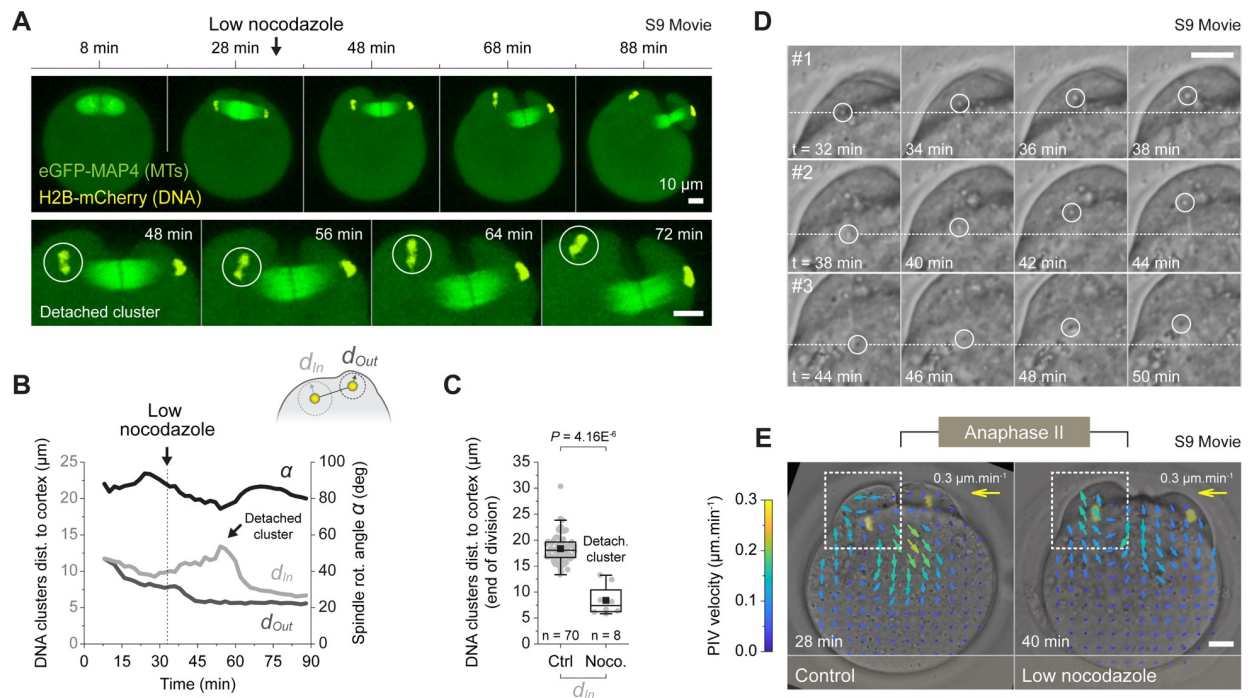 A
Low nocodazole
S9 Movie
8 min
28 min
48 min
68 min
88 min
eGFP-MAP4 (MTs)
H2B-mCherry (DNA)
10 µm
48 min
56 min
64 min
72 min
Detached cluster
B
d_In
d_Out
Low
nocodazole
DNA clusters dist. to cortex (µm)
25
20
15
10
5
0
α
Detached
cluster
d_In
d_Out
100
80
60
40
20
0
Spindle rot. angle α (deg)
0
15
30
45
60
75
90
Time (min)
C
P = 4.16E-6
DNA clusters dist. to cortex (µm)
(end of division)
35
30
25
20
15
10
5
0
Detach.
cluster
n = 70
n = 8
Ctrl
Noco.
d_In
D
S9 Movie
#1
t = 32 min
34 min
36 min
38 min
#2
t = 38 min
40 min
42 min
44 min
#3
t = 44 min
46 min
48 min
50 min
E
Anaphase II
S9 Movie
PIV velocity (µm.min-1)
0.3
0.2
0.1
0.0
0.3 µm.min-1
0.3 µm.min-1
28 min
40 min
Control
Low nocodazole